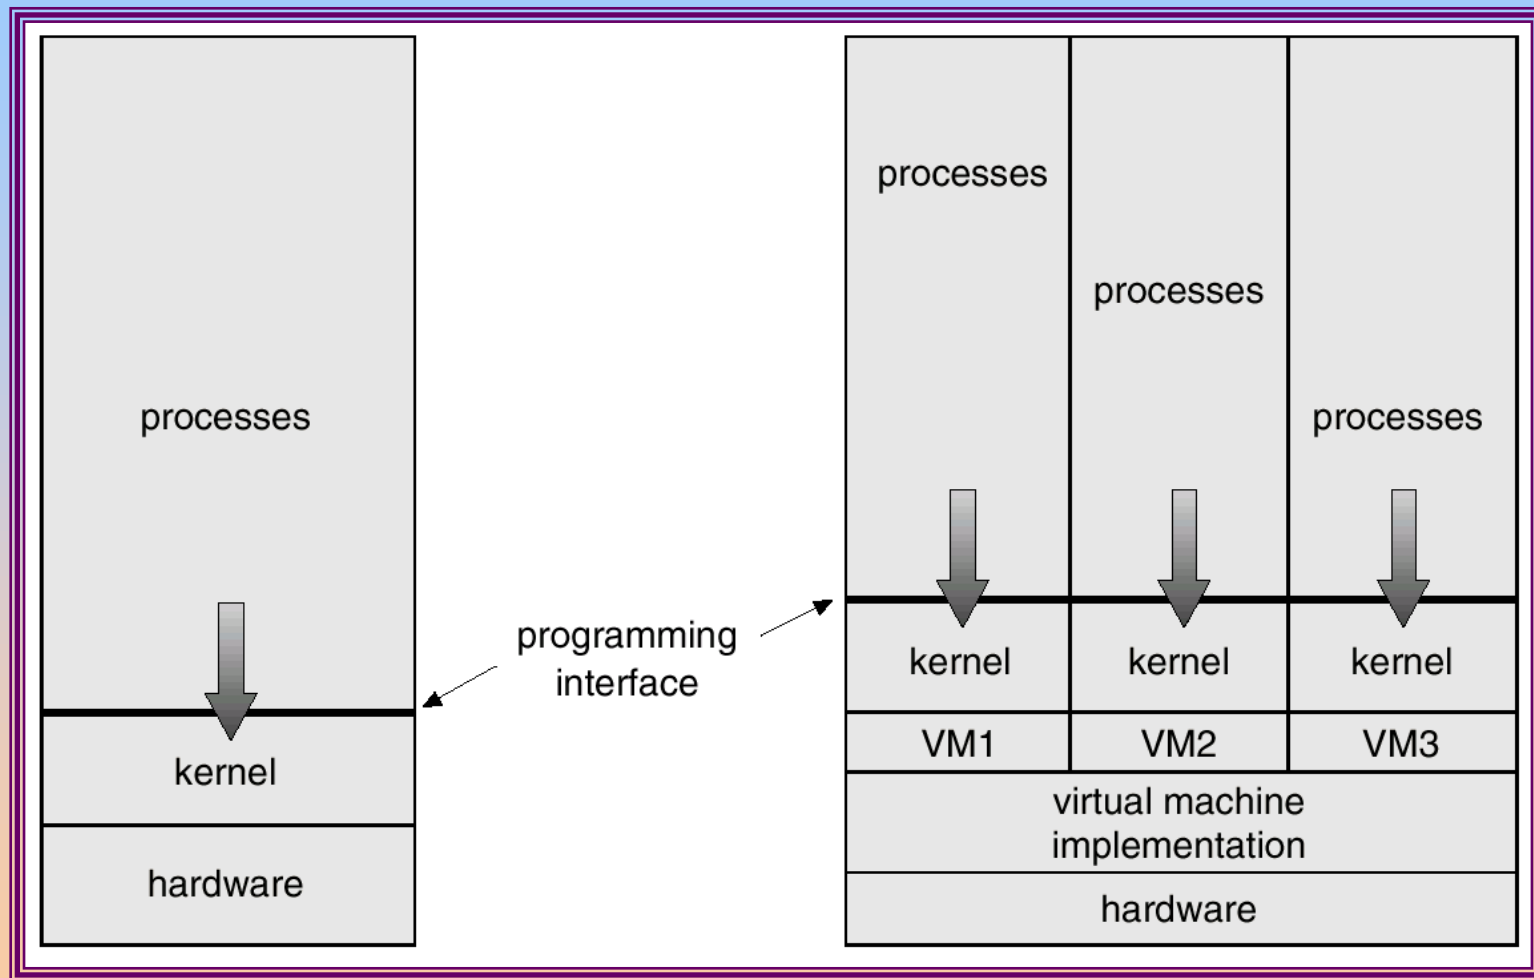 processes
kernel
hardware
programming
interface
processes
processes
processes
kernel
kernel
kernel
VM1
VM2
VM3
virtual machine
implementation
hardware